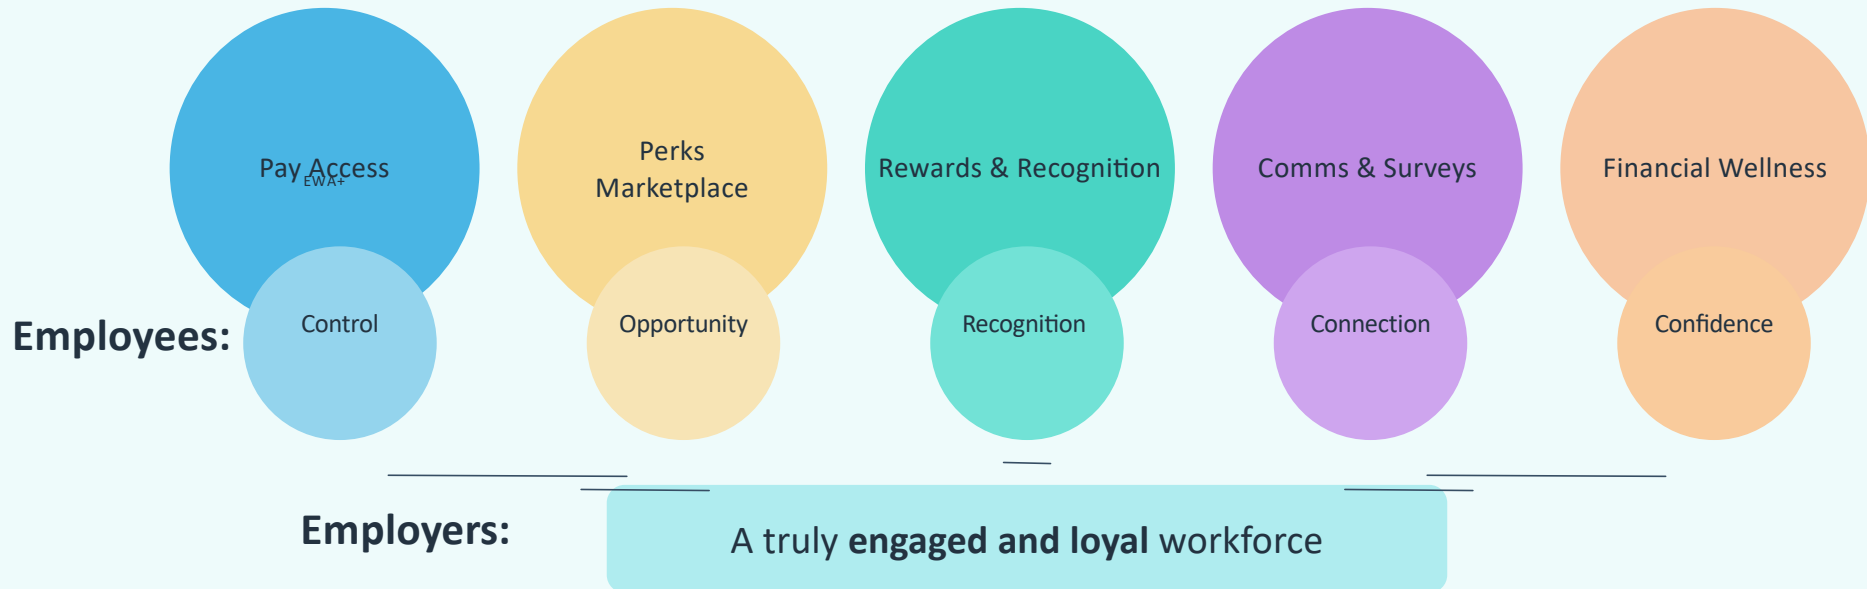 Pay Access
EWA+
Perks
Marketplace
Rewards & Recognition
Comms & Surveys
Financial Wellness
Employees:
Control
Opportunity
Recognition
Connection
Confidence
Employers:
A truly engaged and loyal workforce